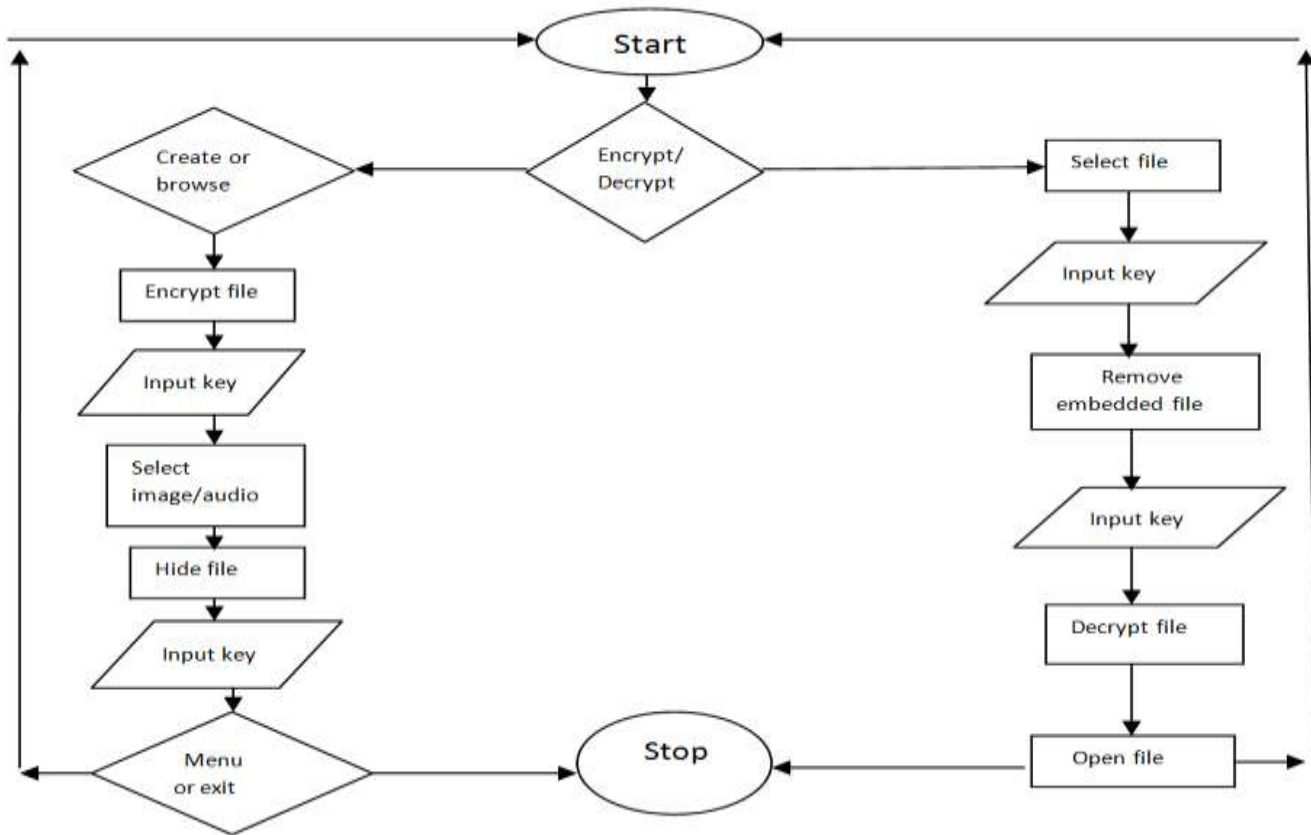 Start
Encrypt/
Decrypt
Create or
browse
Encrypt file
Input key
Select
image/audio
Hide file
Input key
Menu
or exit
Stop
Select file
Input key
Remove
embedded file
Input key
Decrypt file
Open file